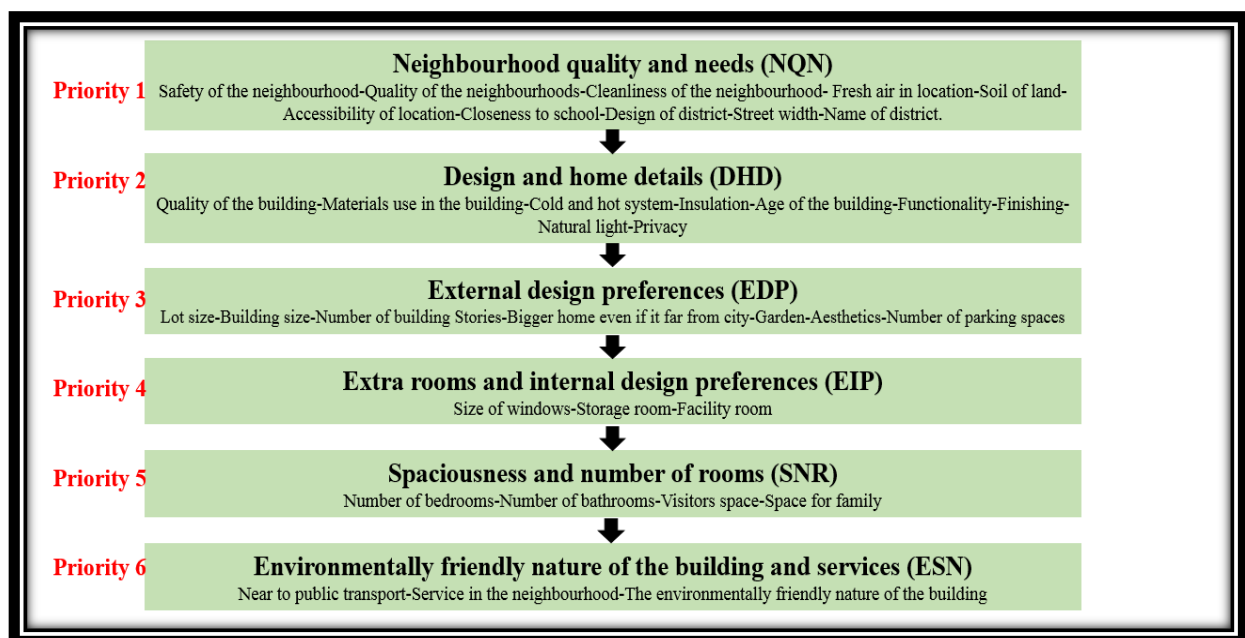 Neighbourhood quality and needs (NQN)
Priority 1
Safety of the neighbourhood-Quality of the neighbourhoods-Cleanliness of the neighbourhood- Fresh air in location-Soil of land-
Accessibility of location-Closeness to school-Design of district-Street width-Name of district.
Priority 2
Design and home details (DHD)
Quality of the building-Materials use in the building-Cold and hot system-Insulation-Age of the building-Functionality-Finishing-
Natural light-Privacy
Priority 3
External design preferences (EDP)
Lot size-Building size-Number of building Stories-Bigger home even if it far from city-Garden-Aesthetics-Number of parking spaces
Priority 4
Extra rooms and internal design preferences (EIP)
Size of windows-Storage room-Facility room
Priority 5
Spaciousness and number of rooms (SNR)
Number of bedrooms-Number of bathrooms-Visitors space-Space for family
Priority 6
Environmentally friendly nature of the building and services (ESN)
Near to public transport-Service in the neighbourhood-The environmentally friendly nature of the building